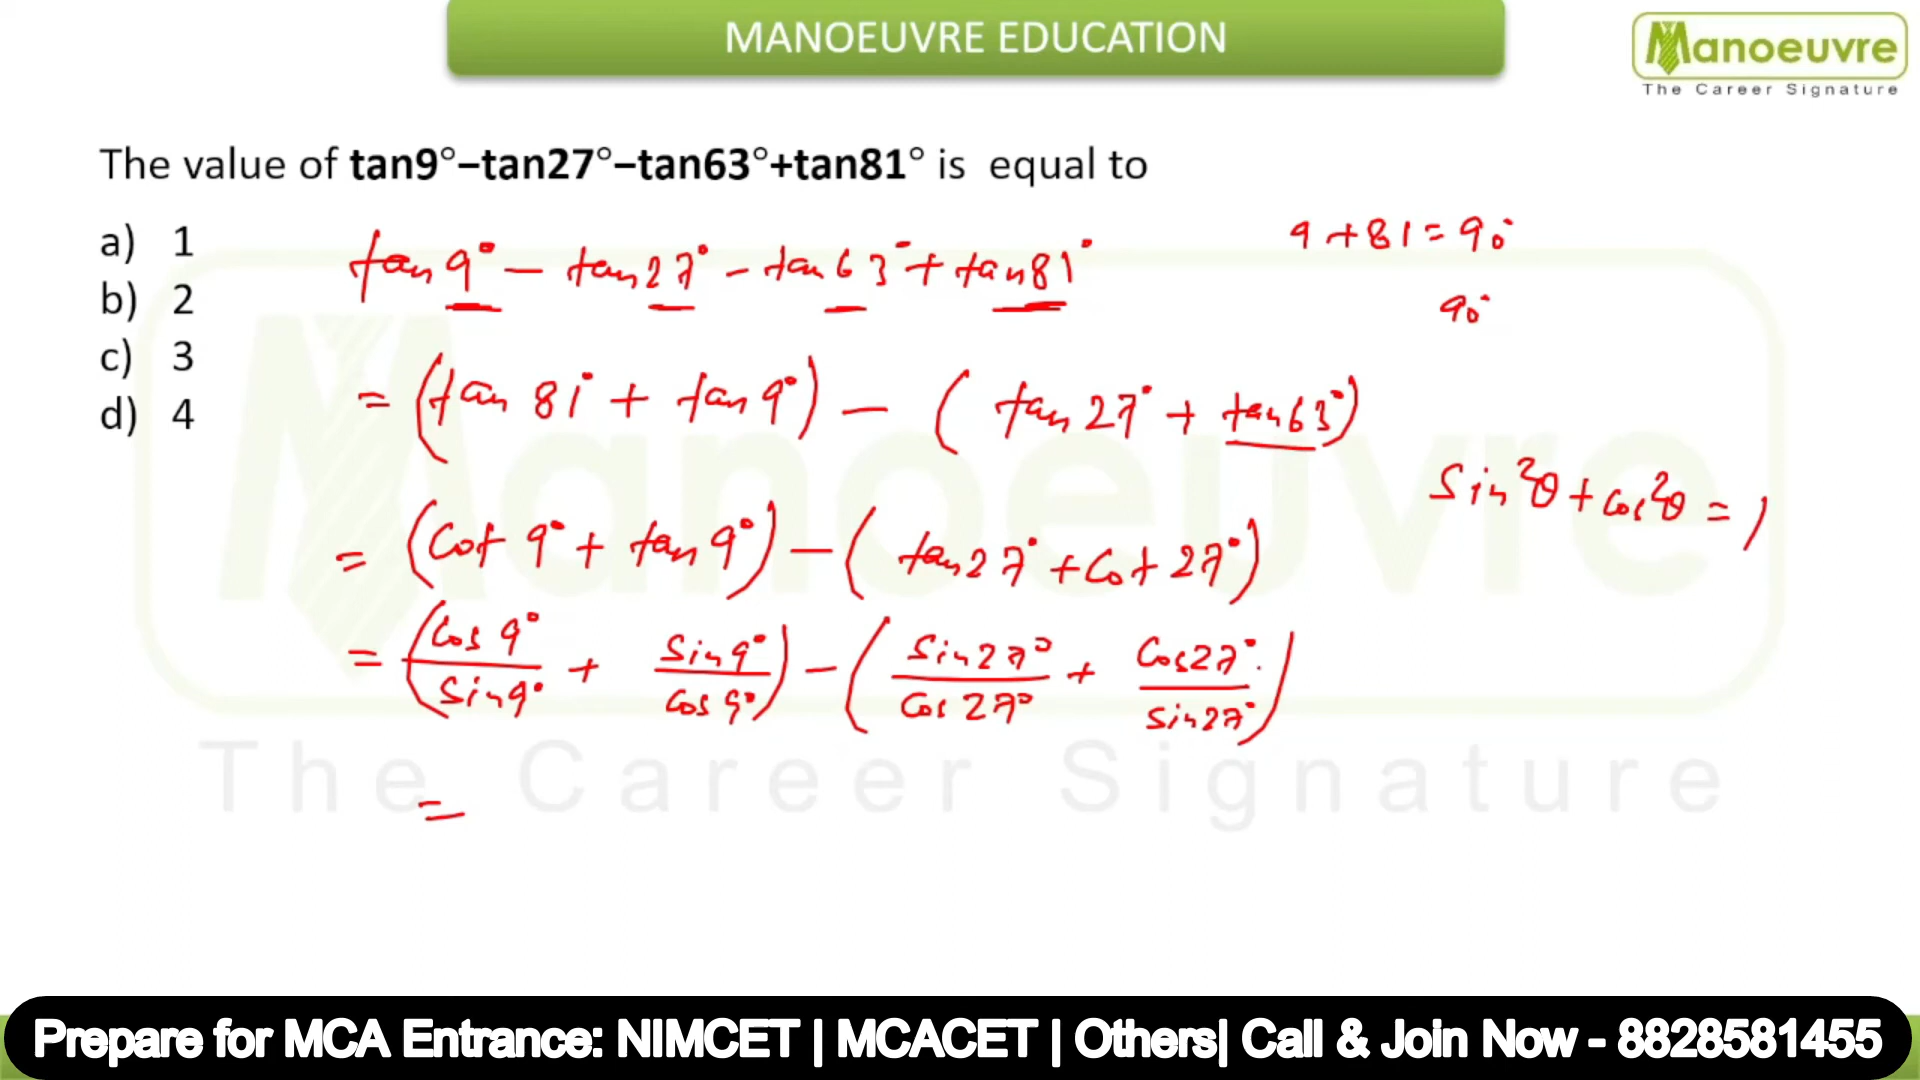 MANOEUVRE EDUCATION
Manoeuvre
The Career Signature
The value of tan9°−tan27°−tan63°+tan81° is equal to
a) 1
b) 2
c) 3
d) 4
tan 9° − tan 27° − tan 63° + tan 81°
9 + 81 = 90°
90°
= (tan 81° + tan 9°) − (tan 27° + tan 63°)
sin²θ + cos²θ = 1
= (Cot 9° + tan 9°) − (tan 27° + Cot 27°)
= (Cos 9°/Sin 9° + Sin 9°/Cos 9°) − (Sin 27°/Cos 27° + Cos 27°/Sin 27°)
=
Manoeuvre
The Career Signature
Prepare for MCA Entrance: NIMCET | MCACET | Others| Call & Join Now - 8828581455